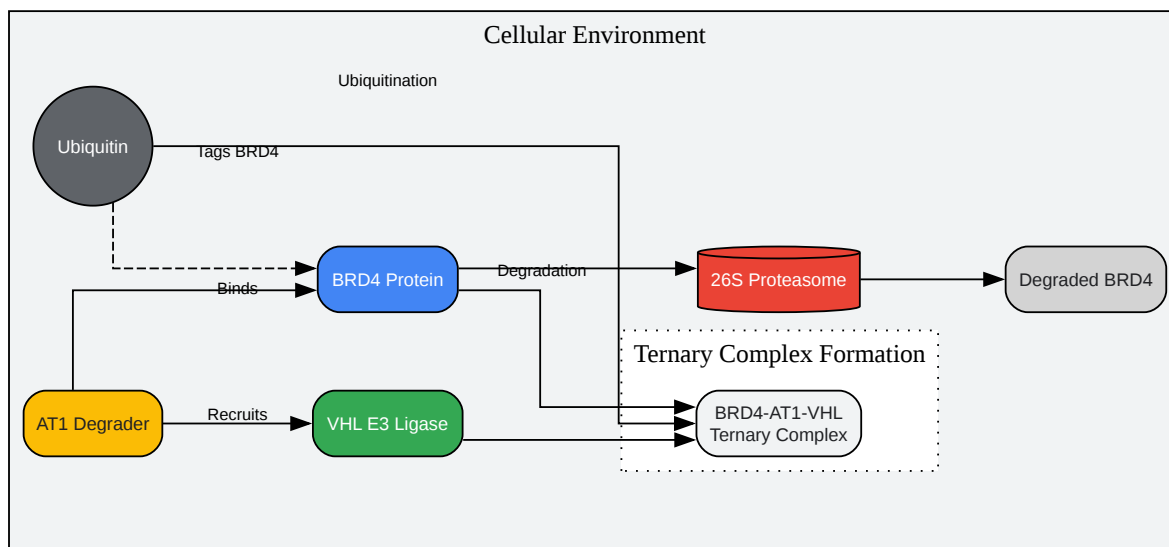 Cellular Environment
Ubiquitination
Ubiquitin
Tags BRD4
BRD4 Protein
Degradation
26S Proteasome
Degraded BRD4
Binds
Ternary Complex Formation
AT1 Degrader
Recruits
VHL E3 Ligase
BRD4-AT1-VHL
Ternary Complex